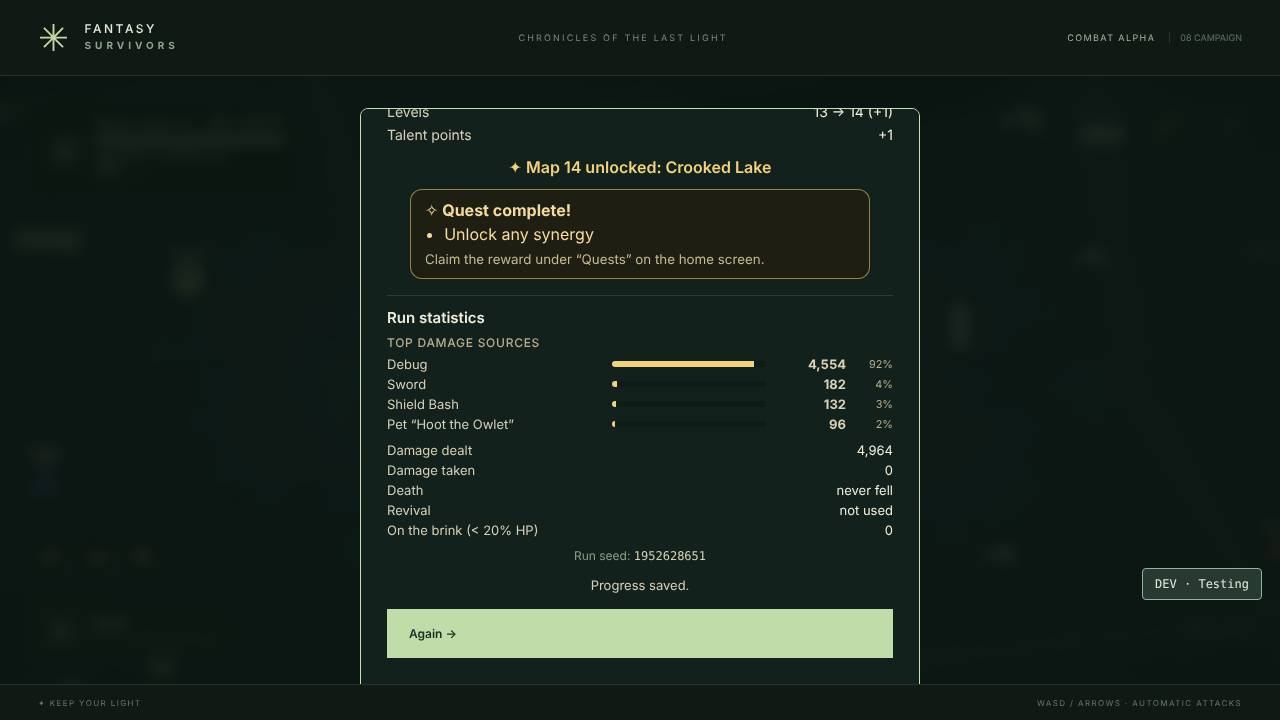 FANTASY
SURVIVORS
CHRONICLES OF THE LAST LIGHT
COMBAT ALPHA
08 CAMPAIGN
Levels 13 → 14 (+1)
Talent points +1
✦ Map 14 unlocked: Crooked Lake
✧ Quest complete!
• Unlock any synergy
Claim the reward under “Quests” on the home screen.
Run statistics
TOP DAMAGE SOURCES
Debug 4,554 92%
Sword 182 4%
Shield Bash 132 3%
Pet “Hoot the Owlet” 96 2%
Damage dealt 4,964
Damage taken 0
Death never fell
Revival not used
On the brink (< 20% HP) 0
Run seed: 1952628651
Progress saved.
DEV · Testing
Again →
✦ KEEP YOUR LIGHT
WASD / ARROWS · AUTOMATIC ATTACKS